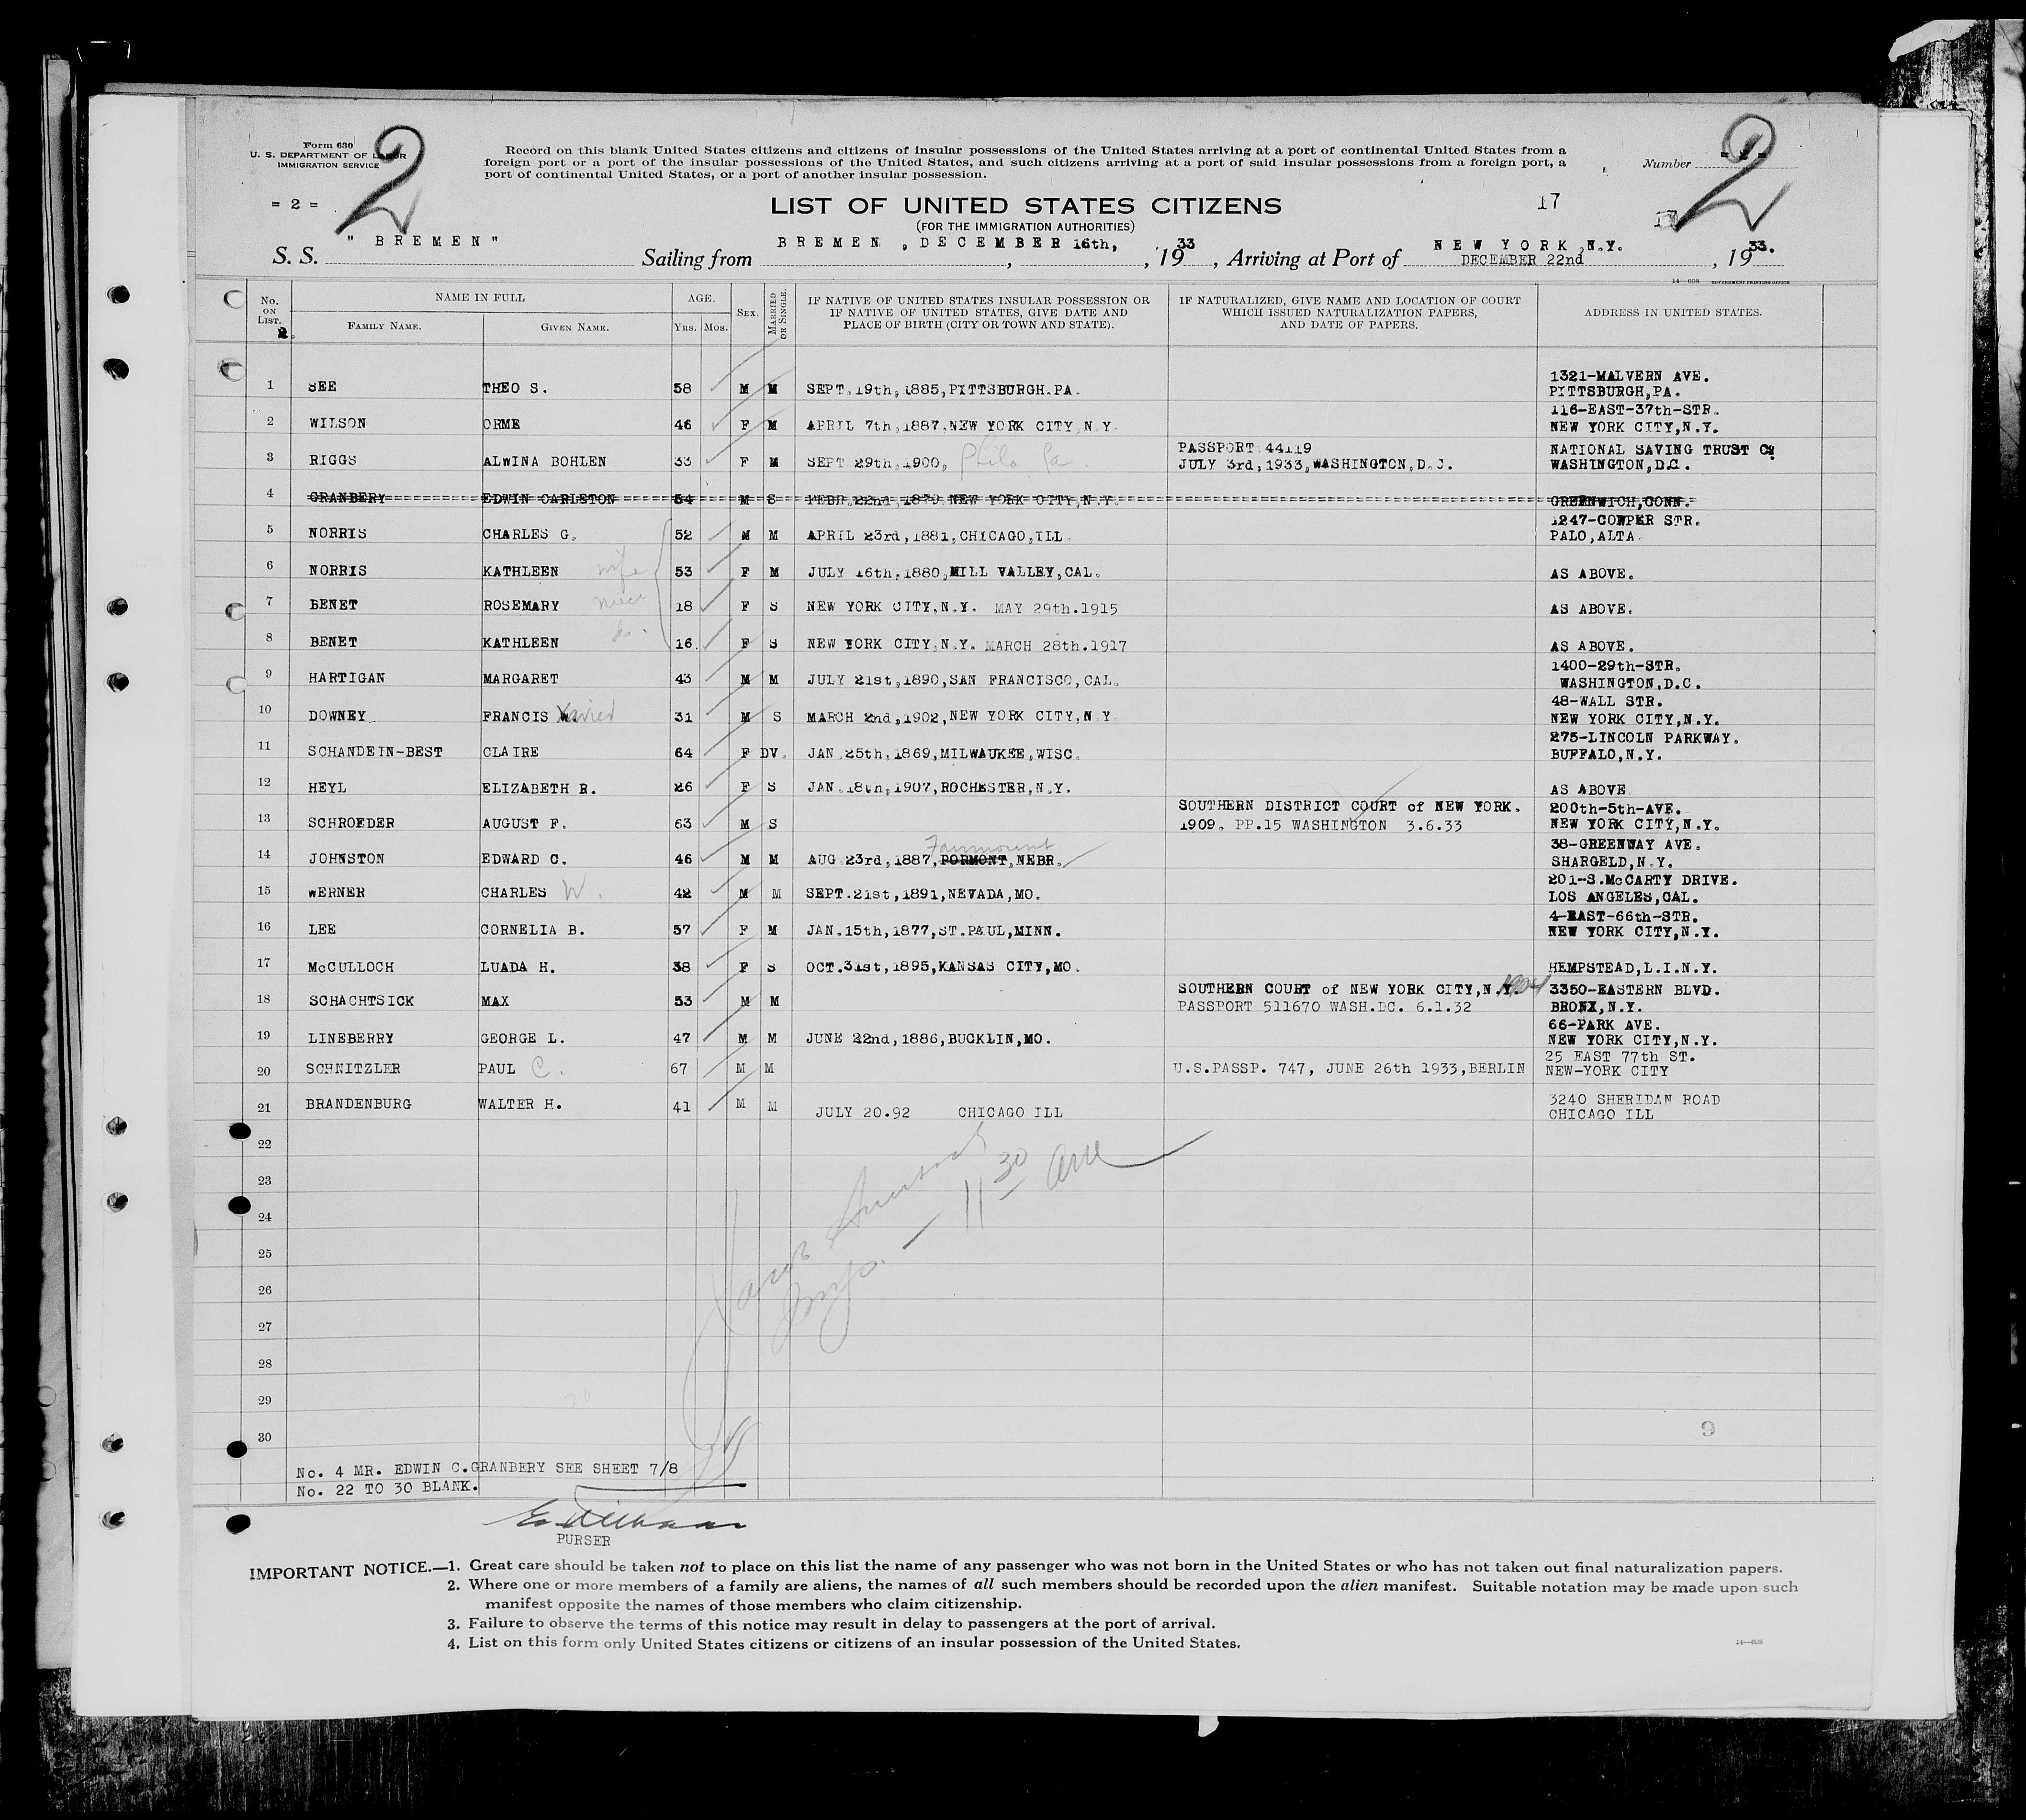 Form 630
U. S. DEPARTMENT OF LABOR
IMMIGRATION SERVICE
2
Record on this blank United States citizens and citizens of insular possessions of the United States arriving at a port of continental United States from a
foreign port or a port of the insular possessions of the United States, and such citizens arriving at a port of said insular possessions from a foreign port, a
port of continental United States, or a port of another insular possession.
Number
2
= 2 =
LIST OF UNITED STATES CITIZENS
17
(FOR THE IMMIGRATION AUTHORITIES)
S. S. "BREMEN" Sailing from BREMEN, DECEMBER 16th, , 1933, Arriving at Port of NEW YORK, N.Y. DECEMBER 22nd, 1933.
14—608 GOVERNMENT PRINTING OFFICE
No. ON LIST. NAME IN FULL AGE. SEX. MARRIED OR SINGLE. IF NATIVE OF UNITED STATES INSULAR POSSESSION OR IF NATIVE OF UNITED STATES, GIVE DATE AND PLACE OF BIRTH (CITY OR TOWN AND STATE). IF NATURALIZED, GIVE NAME AND LOCATION OF COURT WHICH ISSUED NATURALIZATION PAPERS, AND DATE OF PAPERS. ADDRESS IN UNITED STATES.
FAMILY NAME. GIVEN NAME. YRS. MOS.
2.
1 SEE THEO S. 58 M M SEPT.19th,1885,PITTSBURGH.PA. 1321-MALVERN AVE. PITTSBURGH,PA.
2 WILSON ORME 46 F M APRIL 7th,1887,NEW YORK CITY,N.Y. 116-EAST-37th-STR. NEW YORK CITY,N.Y.
3 RIGGS ALWINA BOHLEN 33 F M SEPT 29th,1900, Phila Pa. PASSPORT 44119 JULY 3rd,1933,WASHINGTON,D.C. NATIONAL SAVING TRUST Co WASHINGTON,D.C.
4 GRANBERY EDWIN CARLETON 54 M S FEBR.22nd,1879 NEW YORK CITY,N.Y. GREENWICH,CONN.
5 NORRIS CHARLES G. 52 M M APRIL 23rd,1881,CHICAGO,ILL. 1247-COWPER STR. PALO,ALTA.
6 NORRIS KATHLEEN wife 53 F M JULY 16th,1880,MILL VALLEY,CAL. AS ABOVE.
7 BENET ROSEMARY niece 18 F S NEW YORK CITY,N.Y. MAY 29th.1915 AS ABOVE.
8 BENET KATHLEEN do. 16. F S NEW YORK CITY,N.Y. MARCH 28th.1917 AS ABOVE.
9 HARTIGAN MARGARET 43 M M JULY 21st,1890,SAN FRANCISCO,CAL. 1400-29th-STR. WASHINGTON,D.C.
10 DOWNEY FRANCIS Xavier 31 M S MARCH 2nd,1902,NEW YORK CITY,N.Y. 48-WALL STR. NEW YORK CITY,N.Y.
11 SCHANDEIN-BEST CLAIRE 64 F DV. JAN.25th,1869,MILWAUKEE,WISC. 275-LINCOLN PARKWAY. BUFFALO,N.Y.
12 HEYL ELIZABETH R. 26 F S JAN.18th,1907,ROCHESTER,N.Y. AS ABOVE
13 SCHROEDER AUGUST F. 63 M S SOUTHERN DISTRICT COURT of NEW YORK. 1909. PP.15 WASHINGTON 3.6.33 200th-5th-AVE. NEW YORK CITY,N.Y.
14 JOHNSTON EDWARD C. 46 M M AUG.23rd,1887,PORMONT,NEBR. Fairmount 38-GREENWAY AVE. SHARGELD,N.Y.
15 WERNER CHARLES W. 42 M M SEPT.21st,1891,NEVADA,MO. 201-S.McCARTY DRIVE. LOS ANGELES,CAL.
16 LEE CORNELIA B. 57 F M JAN.15th,1877,ST.PAUL,MINN. 4-EAST-66th-STR. NEW YORK CITY,N.Y.
17 McCULLOCH LUADA H. 38 F S OCT.31st,1895,KANSAS CITY,MO. HEMPSTEAD,L.I.N.Y.
18 SCHACHTSICK MAX 53 M M SOUTHERN COURT of NEW YORK CITY,N.Y. 1904 PASSPORT 511670 WASH.DC. 6.1.32 3350-EASTERN BLVD. BRONX,N.Y.
19 LINEBERRY GEORGE L. 47 M M JUNE 22nd,1886,BUCKLIN,MO. 66-PARK AVE. NEW YORK CITY,N.Y.
20 SCHNITZLER PAUL C. 67 M M U.S.PASSP. 747, JUNE 26th 1933,BERLIN 25 EAST 77th ST. NEW-YORK CITY
21 BRANDENBURG WALTER H. 41 M M JULY 20.92 CHICAGO ILL 3240 SHERIDAN ROAD CHICAGO ILL
22
23
24
25
26
27
28
29
30
11 30 am
9
No. 4 MR. EDWIN C.GRANBERY SEE SHEET 7/8
No. 22 TO 30 BLANK.
PURSER
IMPORTANT NOTICE.—1. Great care should be taken not to place on this list the name of any passenger who was not born in the United States or who has not taken out final naturalization papers.
2. Where one or more members of a family are aliens, the names of all such members should be recorded upon the alien manifest. Suitable notation may be made upon such
manifest opposite the names of those members who claim citizenship.
3. Failure to observe the terms of this notice may result in delay to passengers at the port of arrival.
4. List on this form only United States citizens or citizens of an insular possession of the United States.
14—608